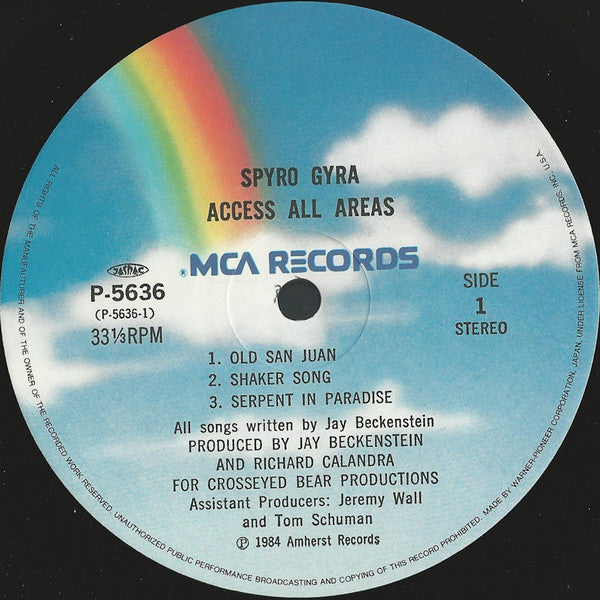 SPYRO GYRA
ACCESS ALL AREAS
® MCA RECORDS
JASRAC
P-5636
(P-5636-1)
33⅓RPM
SIDE
1
STEREO
1. OLD SAN JUAN
2. SHAKER SONG
3. SERPENT IN PARADISE
All songs written by Jay Beckenstein
PRODUCED BY JAY BECKENSTEIN
AND RICHARD CALANDRA
FOR CROSSEYED BEAR PRODUCTIONS
Assistant Producers: Jeremy Wall
and Tom Schuman
℗ 1984 Amherst Records
ALL RIGHTS OF THE MANUFACTURER AND OF THE OWNER OF THE RECORDED WORK RESERVED. UNAUTHORIZED PUBLIC PERFORMANCE BROADCASTING AND COPYING OF THIS RECORD PROHIBITED. MADE BY WARNER-PIONEER CORPORATION, JAPAN, UNDER LICENSE FROM MCA RECORDS, INC., U.S.A.